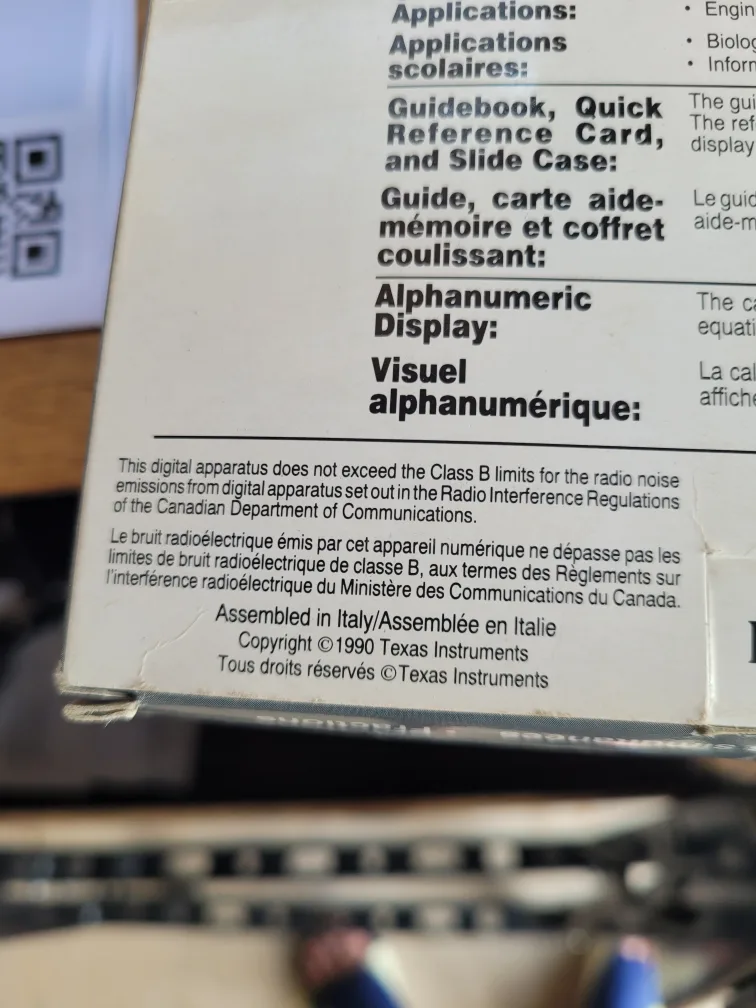 Applications:
• Engin
Applications
scolaires:
• Biolog
• Inform
Guidebook, Quick
Reference Card,
and Slide Case:
The gui
The ref
display
Guide, carte aide-
mémoire et coffret
coulissant:
Le guid
aide-m
Alphanumeric
Display:
The ca
equati
Visuel
alphanumérique:
La cal
affiche
This digital apparatus does not exceed the Class B limits for the radio noise
emissions from digital apparatus set out in the Radio Interference Regulations
of the Canadian Department of Communications.
Le bruit radioélectrique émis par cet appareil numérique ne dépasse pas les
limites de bruit radioélectrique de classe B, aux termes des Règlements sur
l'interférence radioélectrique du Ministère des Communications du Canada.
Assembled in Italy/Assemblée en Italie
Copyright ©1990 Texas Instruments
Tous droits réservés ©Texas Instruments